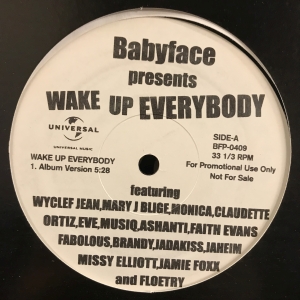 Babyface
presents
WAKE UP EVERYBODY
UNIVERSAL
UNIVERSAL MUSIC
SIDE-A
BFP-0409
33 1/3 RPM
For Promotional Use Only
Not For Sale
WAKE UP EVERYBODY
1. Album Version 5:28
featuring
WYCLEF JEAN,MARY J BLIGE,MONICA,CLAUDETTE
ORTIZ,EVE,MUSIQ,ASHANTI,FAITH EVANS
FABOLOUS,BRANDY,JADAKISS,JAHEIM
MISSY ELLIOTT,JAMIE FOXX
and FLOETRY